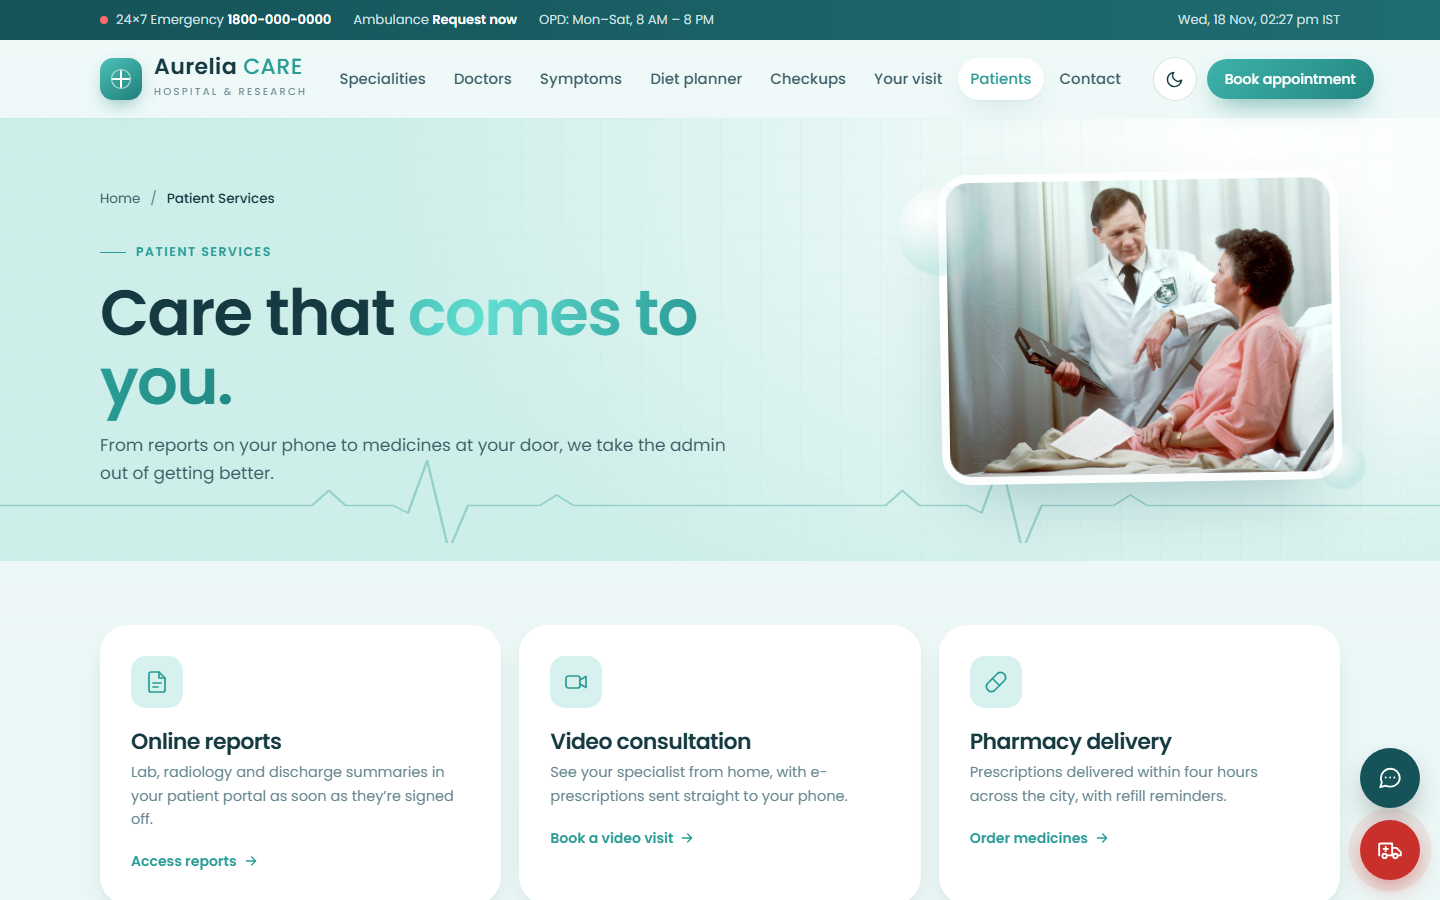 24×7 Emergency 1800-000-0000 Ambulance Request now OPD: Mon–Sat, 8 AM – 8 PM Wed, 18 Nov, 02:27 pm IST
Aurelia CARE
HOSPITAL & RESEARCH
Specialities Doctors Symptoms Diet planner Checkups Your visit Patients Contact Book appointment
Home / Patient Services
PATIENT SERVICES
Care that comes to
you.
From reports on your phone to medicines at your door, we take the admin
out of getting better.
Online reports
Lab, radiology and discharge summaries in
your patient portal as soon as they’re signed
off.
Access reports →
Video consultation
See your specialist from home, with e-
prescriptions sent straight to your phone.
Book a video visit →
Pharmacy delivery
Prescriptions delivered within four hours
across the city, with refill reminders.
Order medicines →